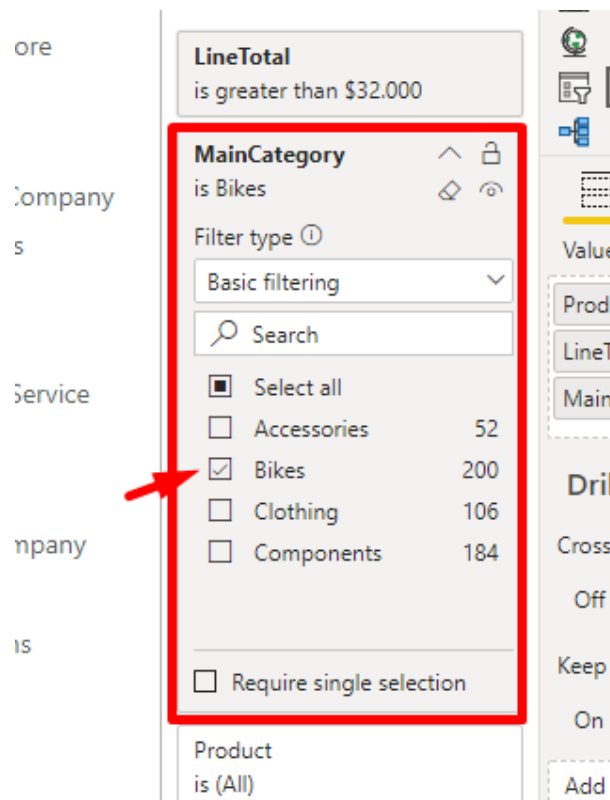 ore
Company
s
Service
mpany
ns
LineTotal
is greater than $32.000
MainCategory
is Bikes
Filter type
Basic filtering
Search
Select all
Accessories 52
Bikes 200
Clothing 106
Components 184
Require single selection
Product
is (All)
Value
Prod
LineT
Main
Dril
Cross
Off
Keep
On
Add